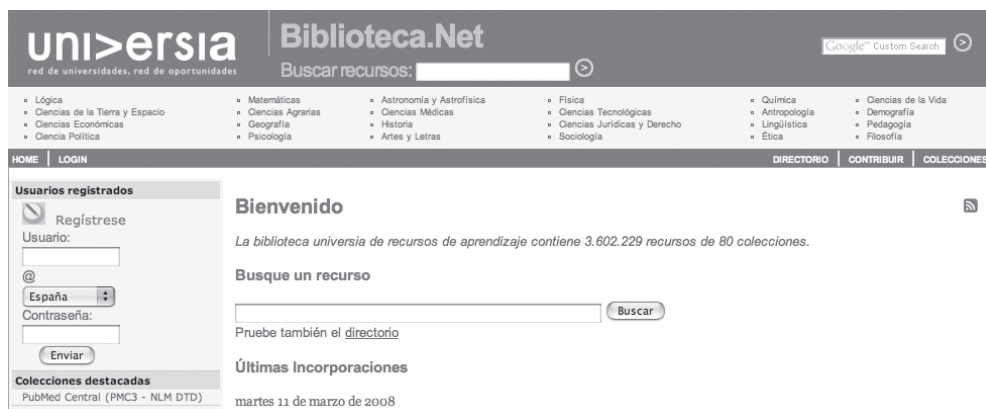 uni>ersia
red de universidades, red de oportunidades
Biblioteca.Net
Buscar recursos:
Google™ Custom Search
Lógica
Ciencias de la Tierra y Espacio
Ciencias Económicas
Ciencia Política
Matemáticas
Ciencias Agrarias
Geografía
Psicología
Astronomía y Astrofísica
Ciencias Médicas
Historia
Artes y Letras
Física
Ciencias Tecnológicas
Ciencias Jurídicas y Derecho
Sociología
Química
Antropología
Lingüística
Ética
Ciencias de la Vida
Demografía
Pedagogía
Filosofía
HOME LOGIN DIRECTORIO CONTRIBUIR COLECCIONES
Usuarios registrados
Regístrese
Usuario:
@
España
Contraseña:
Enviar
Colecciones destacadas
PubMed Central (PMC3 - NLM DTD)
Bienvenido
La biblioteca universia de recursos de aprendizaje contiene 3.602.229 recursos de 80 colecciones.
Busque un recurso
Buscar
Pruebe también el directorio
Últimas Incorporaciones
martes 11 de marzo de 2008